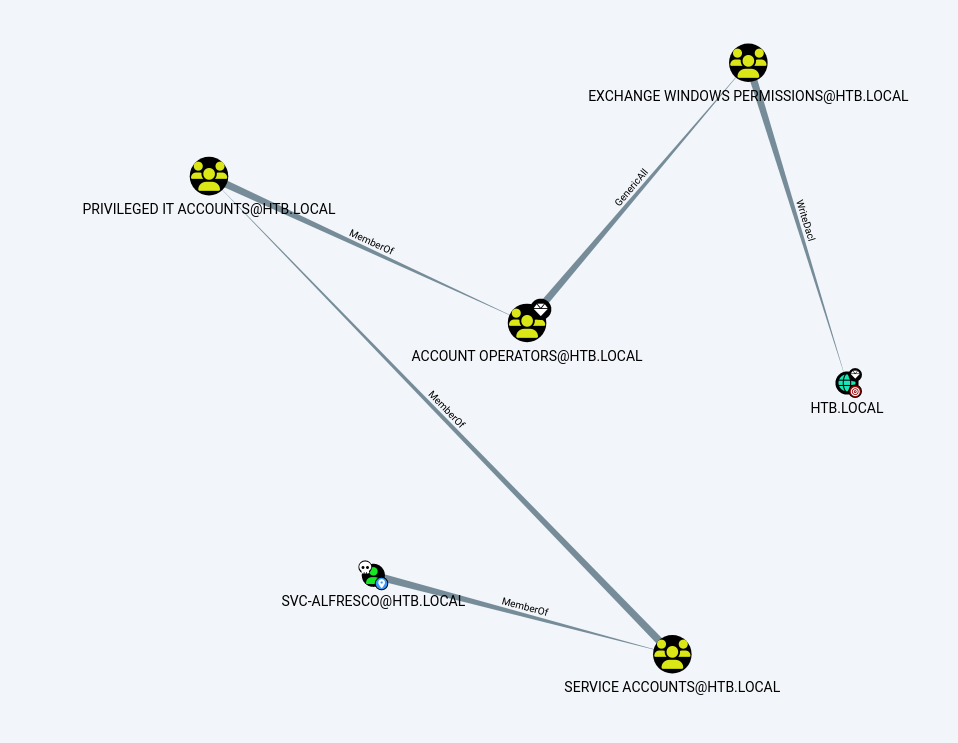 EXCHANGE WINDOWS PERMISSIONS@HTB.LOCAL
GenericAll
WriteDacl
PRIVILEGED IT ACCOUNTS@HTB.LOCAL
MemberOf
ACCOUNT OPERATORS@HTB.LOCAL
HTB.LOCAL
MemberOf
SVC-ALFRESCO@HTB.LOCAL
MemberOf
SERVICE ACCOUNTS@HTB.LOCAL